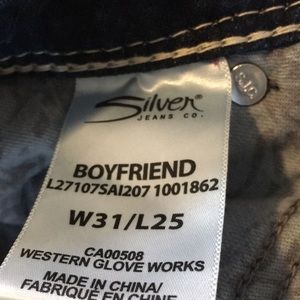 Silver®
JEANS CO.
BOYFRIEND
L27107SAI207 1001862
W31/L25
CA00508
WESTERN GLOVE WORKS
MADE IN CHINA/
FABRIQUÉ EN CHINE